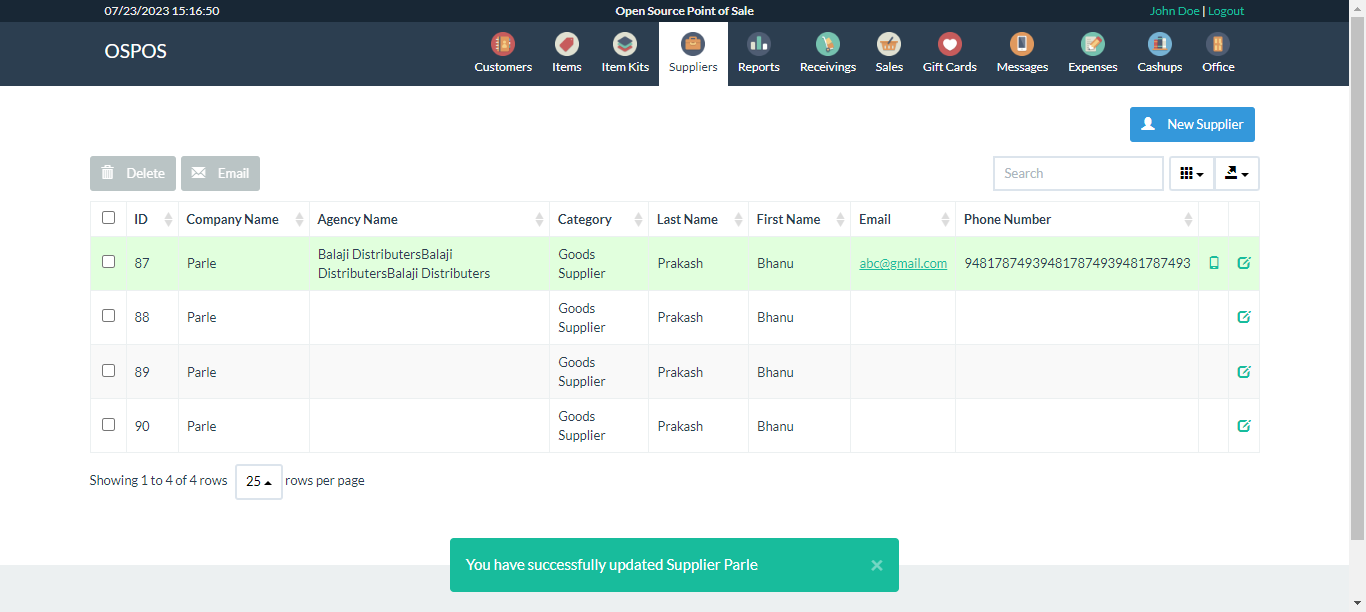 07/23/2023 15:16:50 Open Source Point of Sale John Doe | Logout
OSPOS Customers Items Item Kits Suppliers Reports Receivings Sales Gift Cards Messages Expenses Cashups Office
New Supplier
Delete Email Search
ID Company Name Agency Name Category Last Name First Name Email Phone Number
87 Parle Balaji DistributersBalaji DistributersBalaji Distributers Goods Supplier Prakash Bhanu abc@gmail.com 948178749394817874939481787493
88 Parle Goods Supplier Prakash Bhanu
89 Parle Goods Supplier Prakash Bhanu
90 Parle Goods Supplier Prakash Bhanu
Showing 1 to 4 of 4 rows 25 rows per page
You have successfully updated Supplier Parle ×